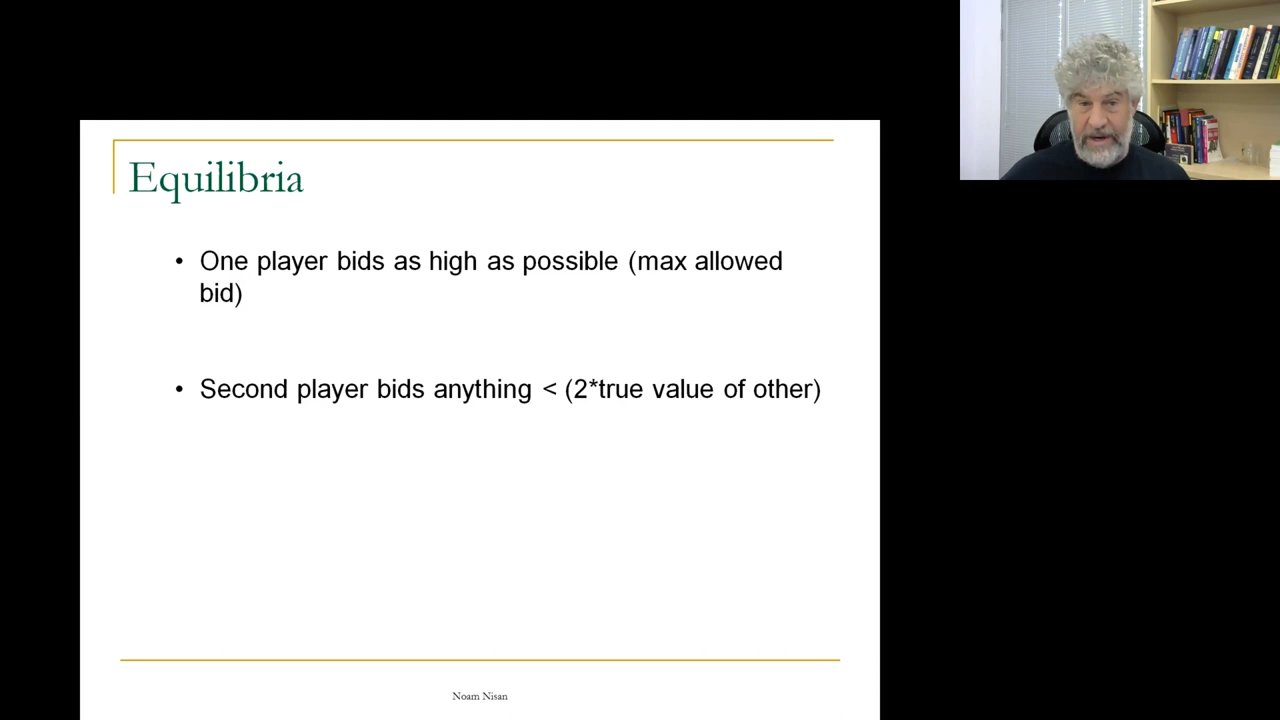 Equilibria
• One player bids as high as possible (max allowed
bid)
• Second player bids anything < (2*true value of other)
Noam Nisan